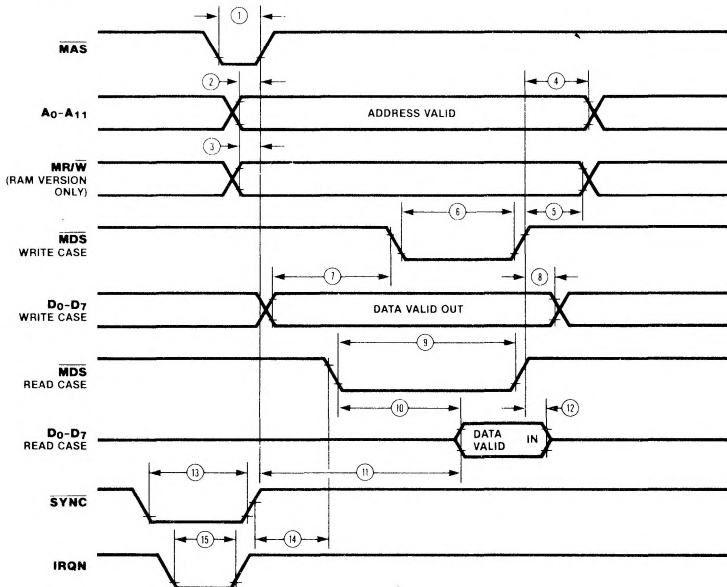 1
MAS
2
4
A0-A11
ADDRESS VALID
3
MR/W
(RAM VERSION
ONLY)
6
5
MDS
WRITE CASE
7
8
D0-D7
WRITE CASE
DATA VALID OUT
9
MDS
READ CASE
10
12
D0-D7
READ CASE
DATA IN
VALID
11
13
SYNC
14
15
IRQN